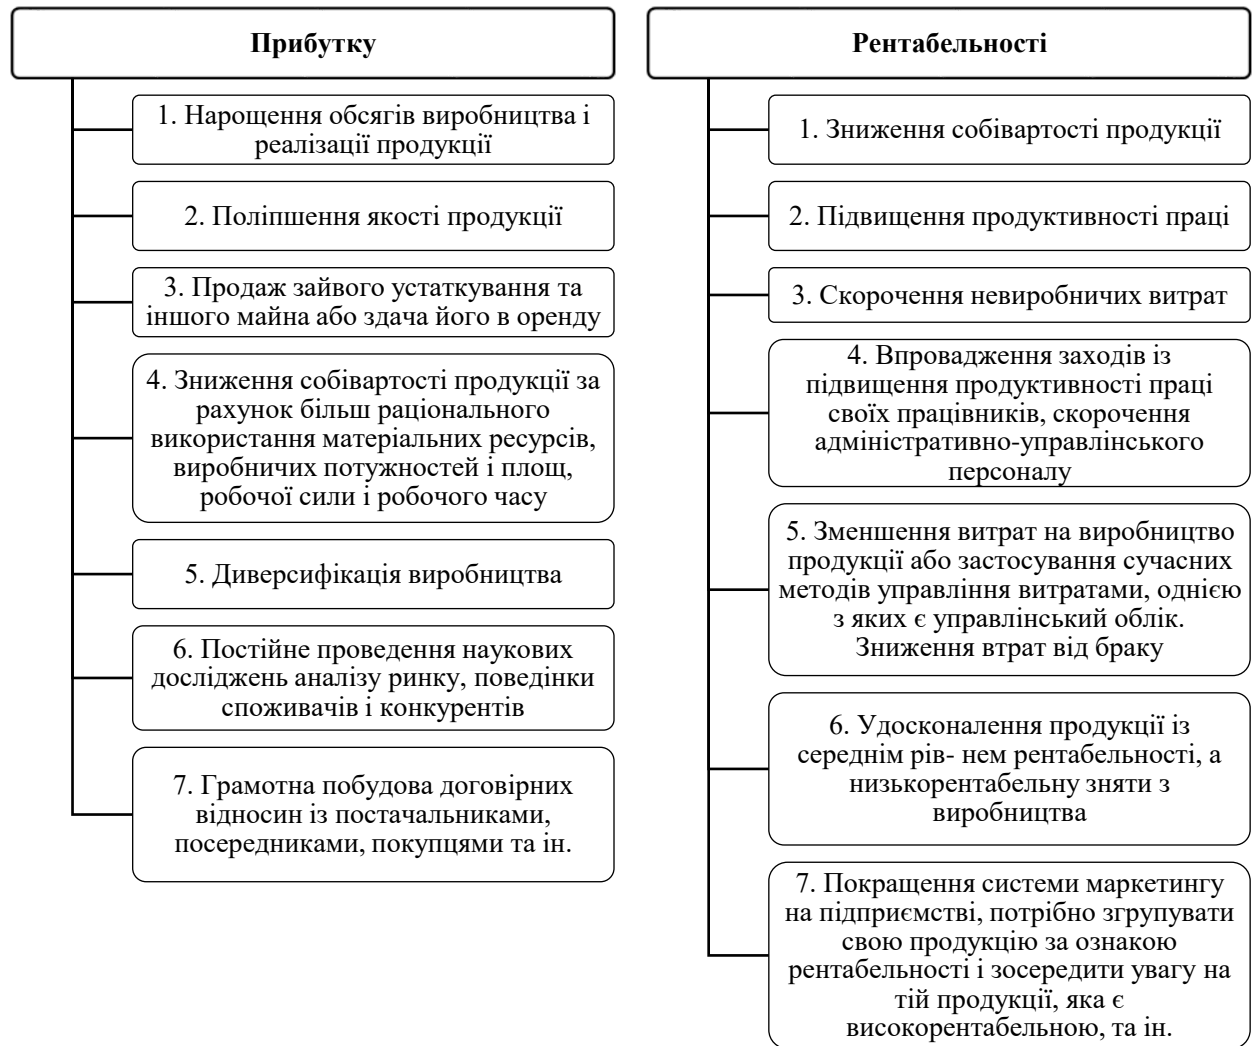 Прибутку
1. Нарощення обсягів виробництва і
реалізації продукції
2. Поліпшення якості продукції
3. Продаж зайвого устаткування та
іншого майна або здача його в оренду
4. Зниження собівартості продукції за
рахунок більш раціонального
використання матеріальних ресурсів,
виробничих потужностей і площ,
робочої сили і робочого часу
5. Диверсифікація виробництва
6. Постійне проведення наукових
досліджень аналізу ринку, поведінки
споживачів і конкурентів
7. Грамотна побудова договірних
відносин із постачальниками,
посередниками, покупцями та ін.
Рентабельності
1. Зниження собівартості продукції
2. Підвищення продуктивності праці
3. Скорочення невиробничих витрат
4. Впровадження заходів із
підвищення продуктивності праці
своїх працівників, скорочення
адміністративно-управлінського
персоналу
5. Зменшення витрат на виробництво
продукції або застосування сучасних
методів управління витратами, однією
з яких є управлінський облік.
Зниження втрат від браку
6. Удосконалення продукції із
середнім рів- нем рентабельності, а
низькорентабельну зняти з
виробництва
7. Покращення системи маркетингу
на підприємстві, потрібно згрупувати
свою продукцію за ознакою
рентабельності і зосередити увагу на
тій продукції, яка є
високорентабельною, та ін.